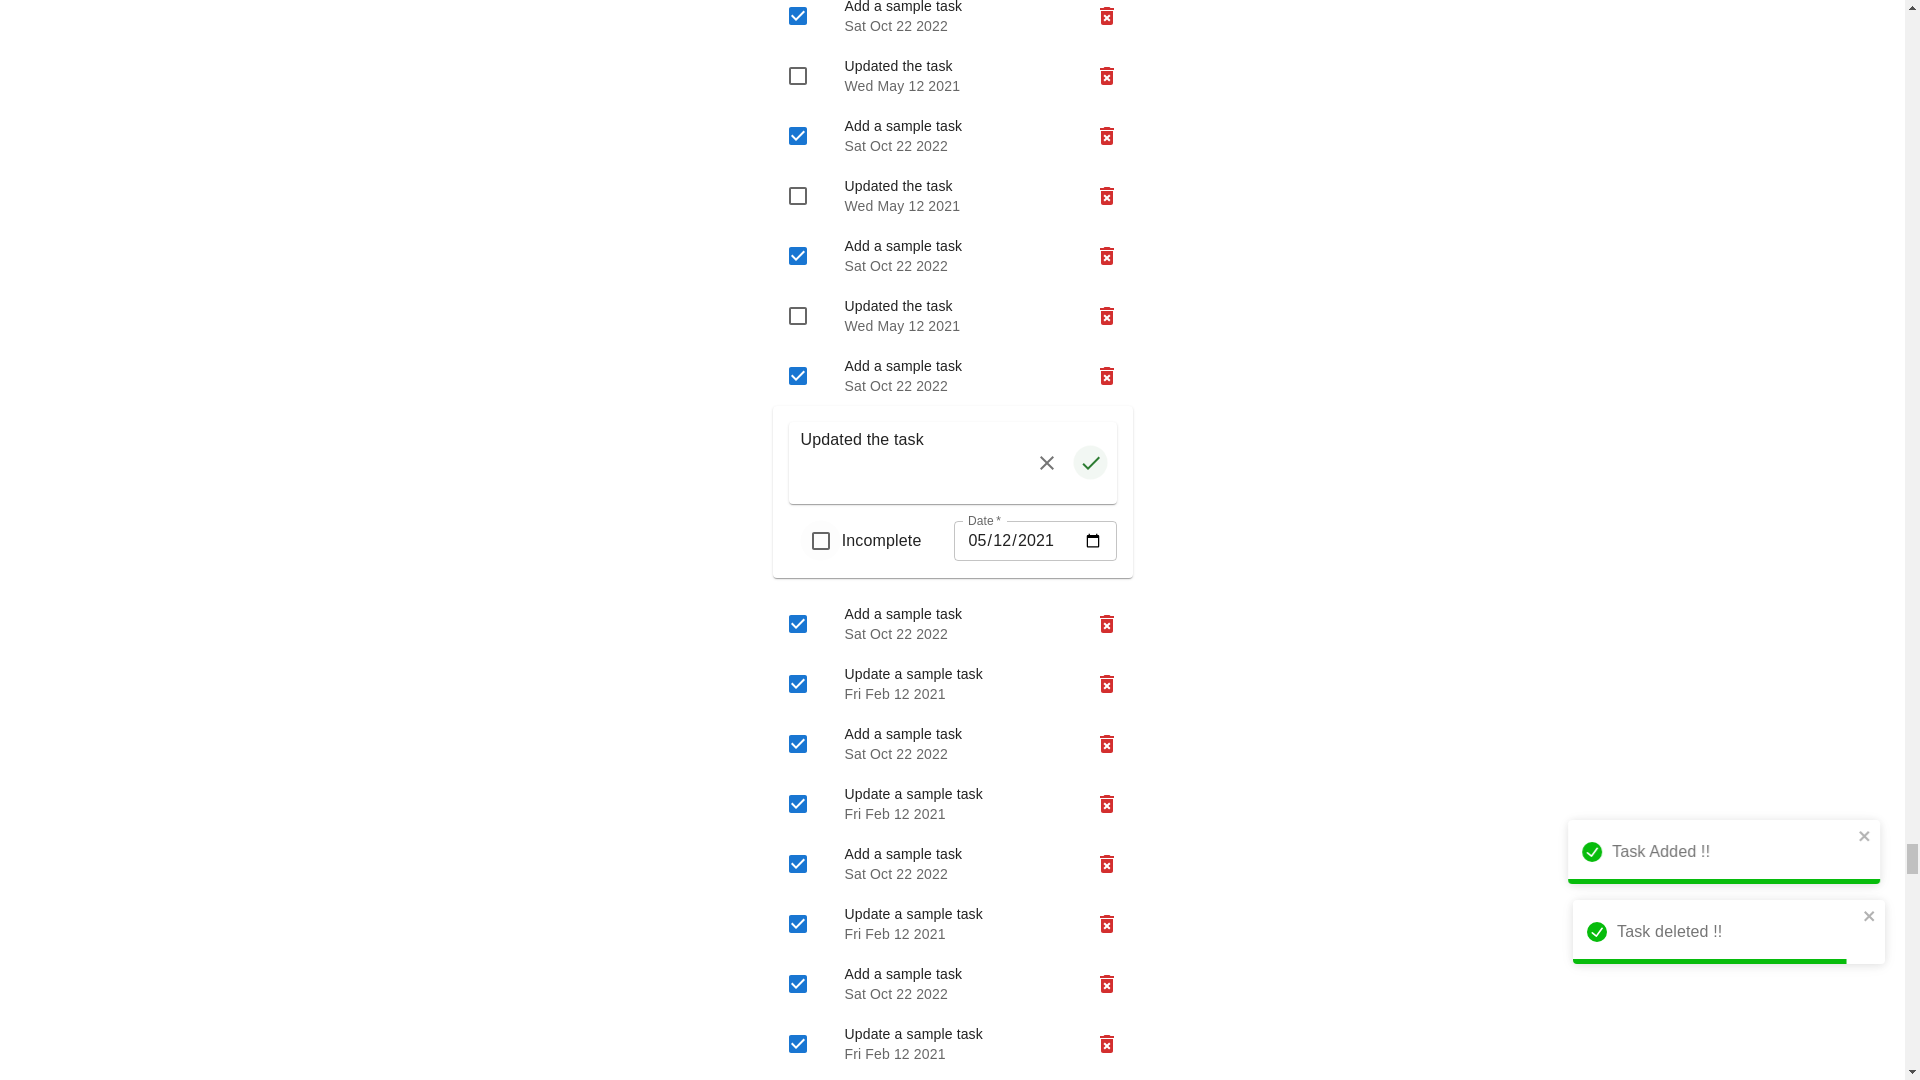 Add a sample task
Sat Oct 22 2022
Updated the task
Wed May 12 2021
Add a sample task
Sat Oct 22 2022
Updated the task
Wed May 12 2021
Add a sample task
Sat Oct 22 2022
Updated the task
Wed May 12 2021
Add a sample task
Sat Oct 22 2022
Updated the task
Incomplete
Date *
05/12/2021
Add a sample task
Sat Oct 22 2022
Update a sample task
Fri Feb 12 2021
Add a sample task
Sat Oct 22 2022
Update a sample task
Fri Feb 12 2021
Add a sample task
Sat Oct 22 2022
Update a sample task
Fri Feb 12 2021
Add a sample task
Sat Oct 22 2022
Update a sample task
Fri Feb 12 2021
Task Added !!
Task deleted !!